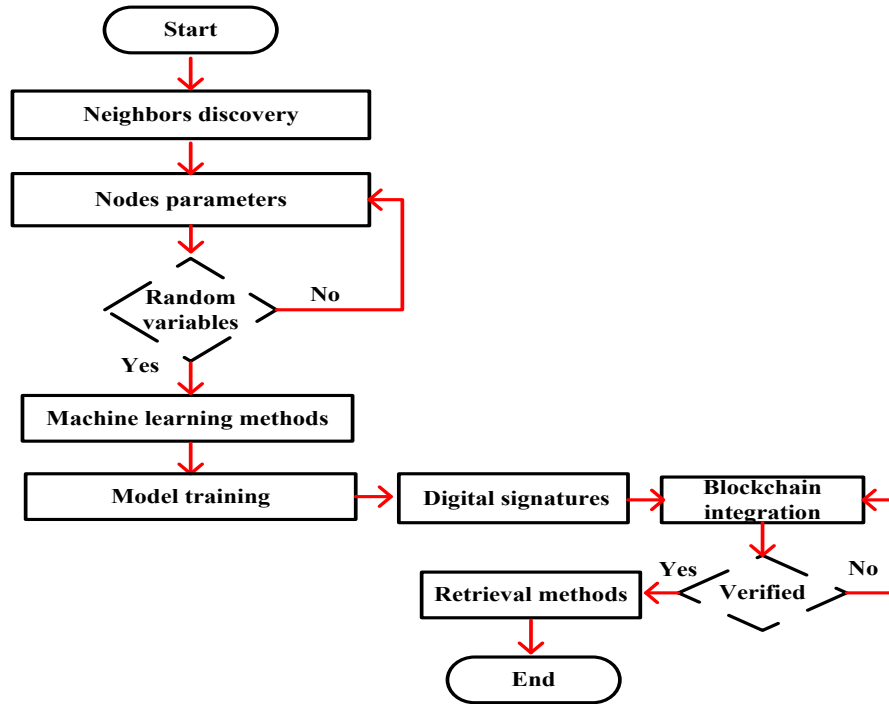 Start
Neighbors discovery
Nodes parameters
Random
variables
No
Yes
Machine learning methods
Model training
Digital signatures
Blockchain
integration
Verified
Yes
No
Retrieval methods
End